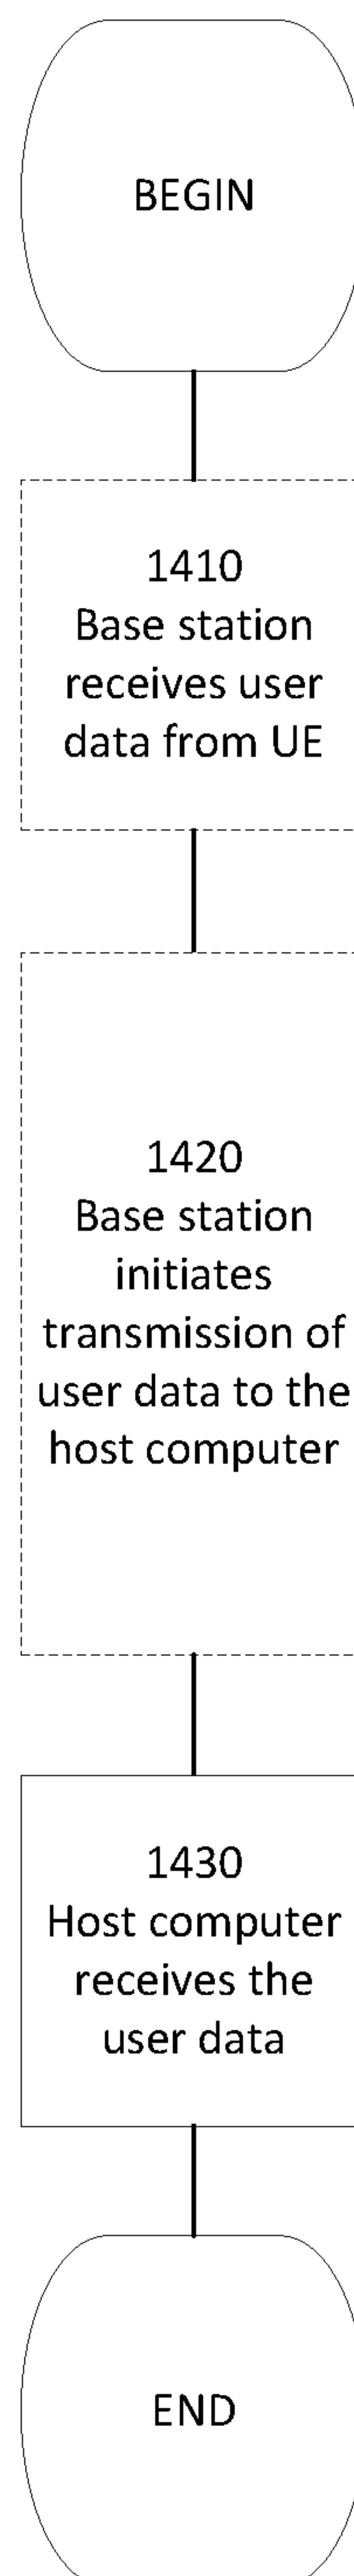 BEGIN
1410
Base station
receives user
data from UE
1420
Base station
initiates
transmission of
user data to the
host computer
1430
Host computer
receives the
user data
END